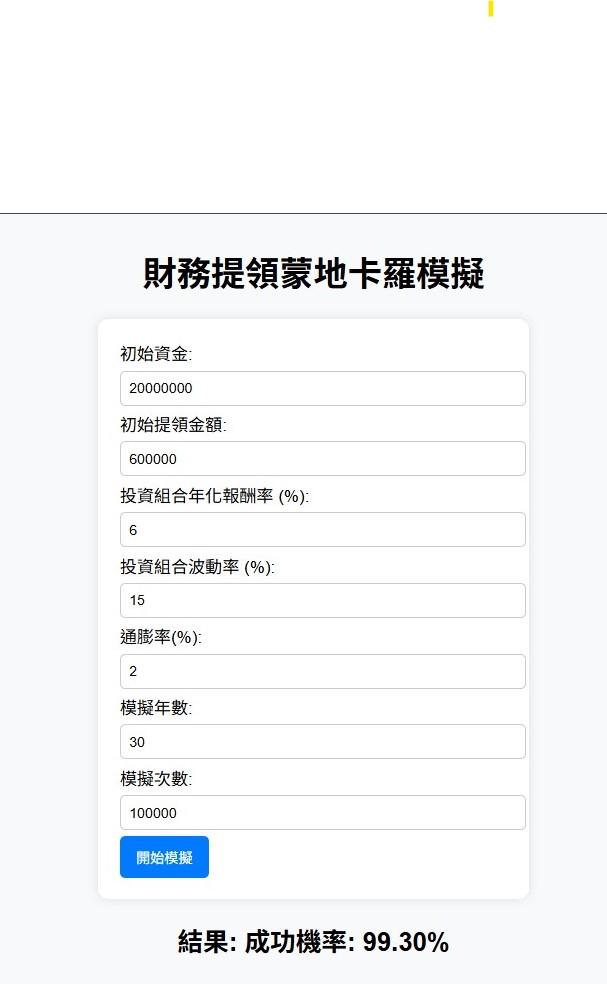 財務提領蒙地卡羅模擬
初始資金:
20000000
初始提領金額:
600000
投資組合年化報酬率 (%):
6
投資組合波動率 (%):
15
通膨率(%):
2
模擬年數:
30
模擬次數:
100000
開始模擬
結果: 成功機率: 99.30%